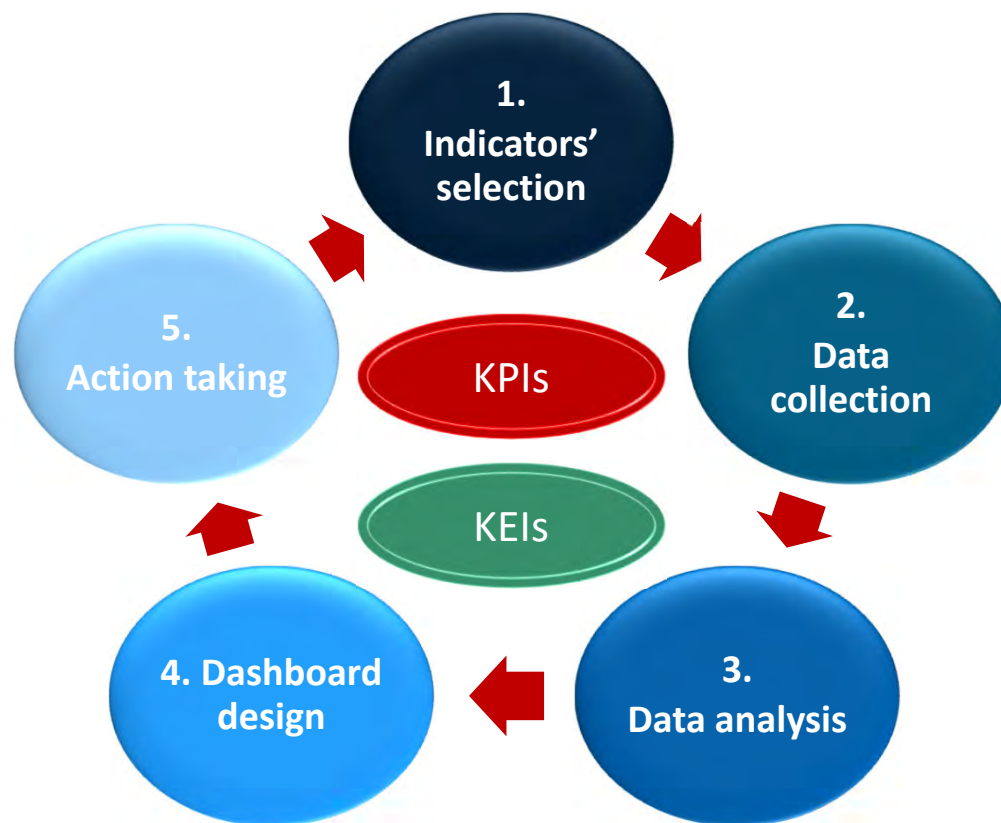 1.
Indicators’
selection
2.
Data
collection
3.
Data analysis
4. Dashboard
design
5.
Action taking
KPIs
KEIs